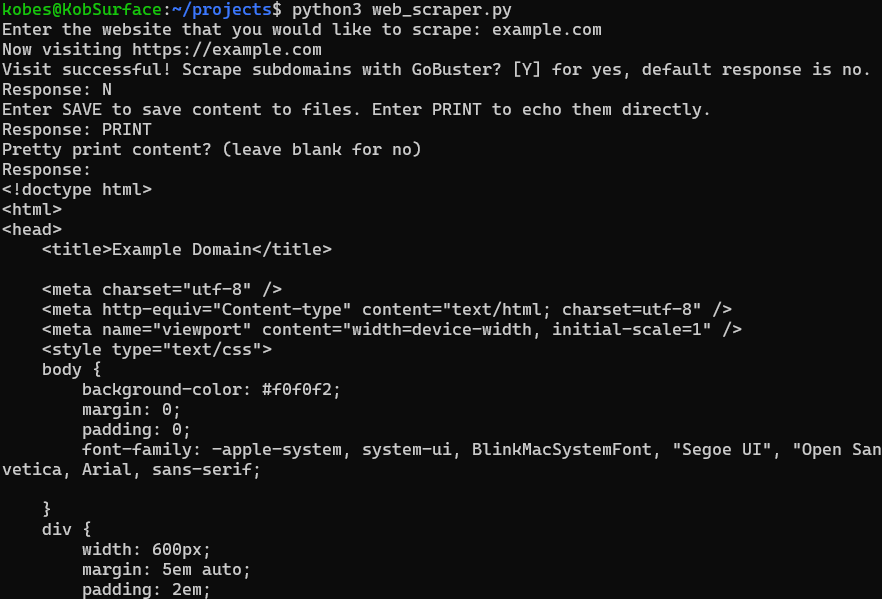 kobes@KobSurface:~/projects$ python3 web_scraper.py
Enter the website that you would like to scrape: example.com
Now visiting https://example.com
Visit successful! Scrape subdomains with GoBuster? [Y] for yes, default response is no.
Response: N
Enter SAVE to save content to files. Enter PRINT to echo them directly.
Response: PRINT
Pretty print content? (leave blank for no)
Response:
<!doctype html>
<html>
<head>
    <title>Example Domain</title>

    <meta charset="utf-8" />
    <meta http-equiv="Content-type" content="text/html; charset=utf-8" />
    <meta name="viewport" content="width=device-width, initial-scale=1" />
    <style type="text/css">
    body {
        background-color: #f0f0f2;
        margin: 0;
        padding: 0;
        font-family: -apple-system, system-ui, BlinkMacSystemFont, "Segoe UI", "Open San
vetica, Arial, sans-serif;

    }
    div {
        width: 600px;
        margin: 5em auto;
        padding: 2em;